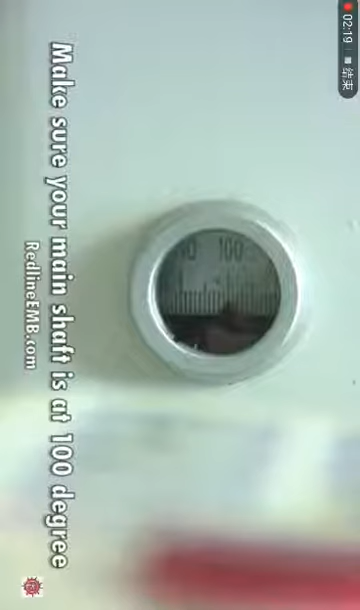 02:19 结束
Make sure your main shaft is at 100 degree
RedlineEMB.com
100